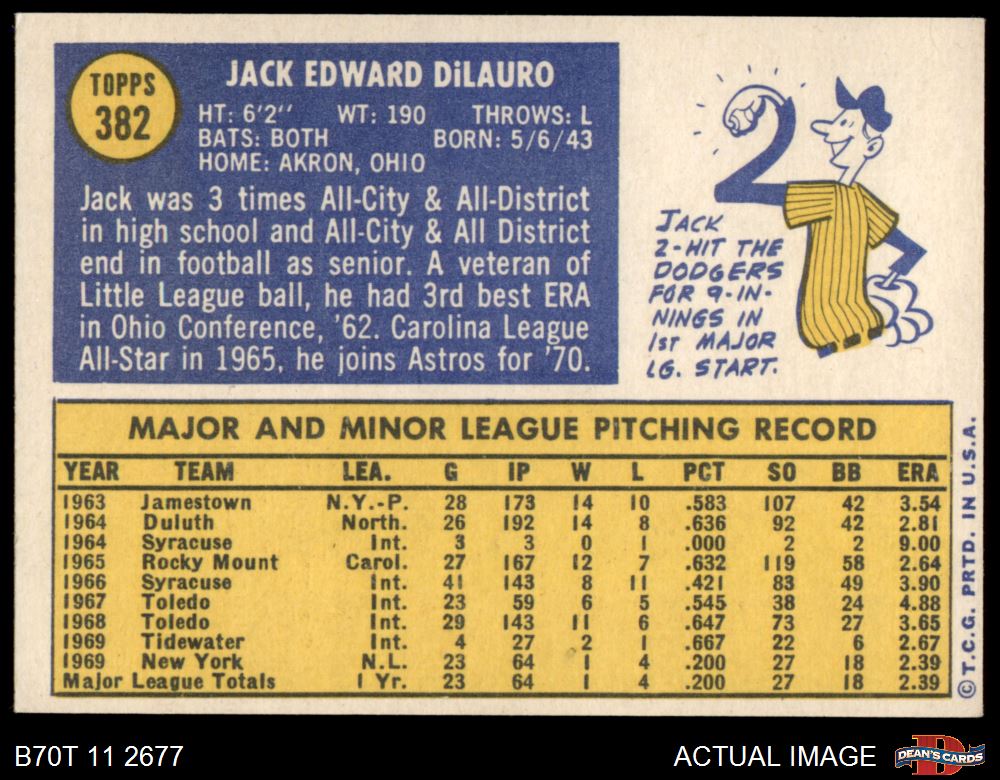 TOPPS
382
JACK EDWARD DiLAURO
HT: 6'2" WT: 190 THROWS: L
BATS: BOTH BORN: 5/6/43
HOME: AKRON, OHIO
Jack was 3 times All-City & All-District
in high school and All-City & All District
end in football as senior. A veteran of
Little League ball, he had 3rd best ERA
in Ohio Conference, '62. Carolina League
All-Star in 1965, he joins Astros for '70.
JACK
2-HIT THE
DODGERS
FOR 9-IN-
NINGS IN
1ST MAJOR
LG. START.
MAJOR AND MINOR LEAGUE PITCHING RECORD
YEAR TEAM LEA. G IP W L PCT SO BB ERA
1963 Jamestown N.Y.-P. 28 173 14 10 .583 107 42 3.54
1964 Duluth North. 26 192 14 8 .636 92 42 2.81
1964 Syracuse Int. 3 3 0 1 .000 2 2 9.00
1965 Rocky Mount Carol. 27 167 12 7 .632 119 58 2.64
1966 Syracuse Int. 41 143 8 11 .421 83 49 3.90
1967 Toledo Int. 23 59 6 5 .545 38 24 4.88
1968 Toledo Int. 29 143 11 6 .647 73 27 3.65
1969 Tidewater Int. 4 27 2 1 .667 22 6 2.67
1969 New York N.L. 23 64 1 4 .200 27 18 2.39
Major League Totals 1 Yr. 23 64 1 4 .200 27 18 2.39
© T.C.G. PRTD. IN U.S.A.
B70T 11 2677
ACTUAL IMAGE
DEAN'S CARDS